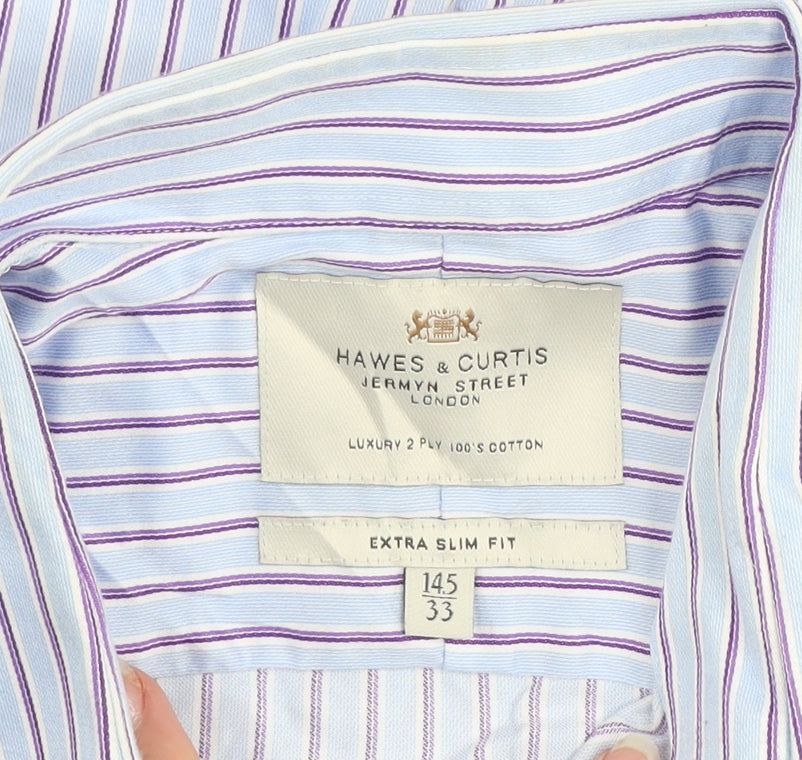 HAWES & CURTIS
JERMYN STREET
LONDON
LUXURY 2 PLY 100'S COTTON
EXTRA SLIM FIT
14.5
33